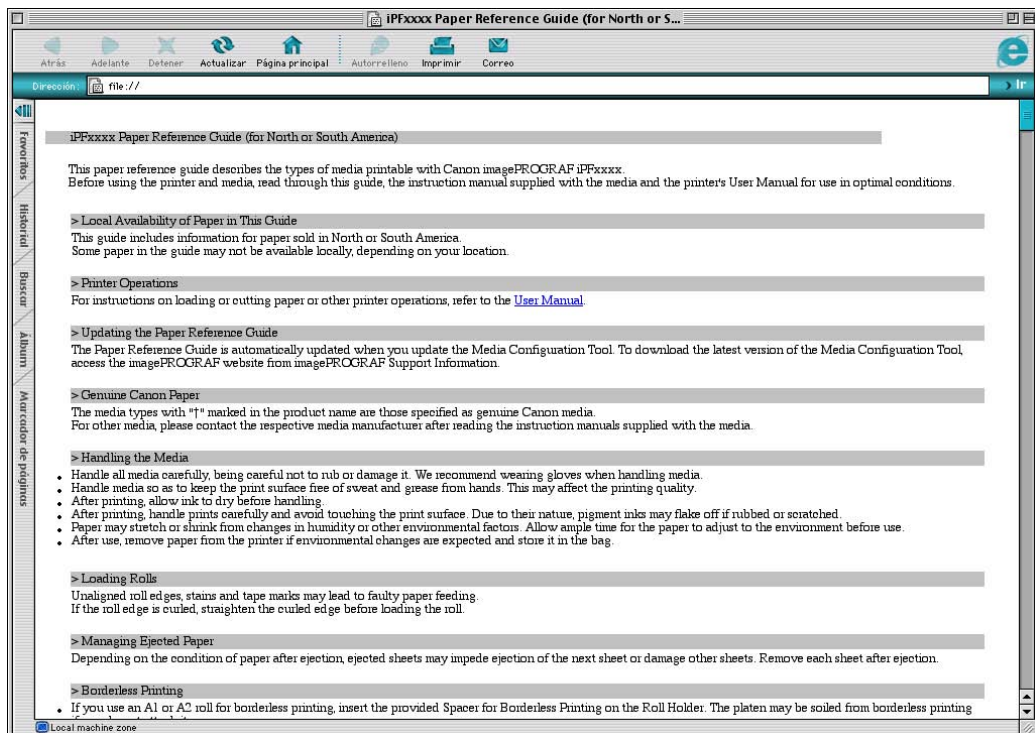 iPFxxxx Paper Reference Guide (for North or S...
Atrás Adelante Detener Actualizar Página principal Autorrelleno Imprimir Correo
Dirección: file:// Ir
Favoritos
Historial
Buscar
Álbum
Marcador de páginas
iPFxxxx Paper Reference Guide (for North or South America)
This paper reference guide describes the types of media printable with Canon imagePROGRAF iPFxxxx.
Before using the printer and media, read through this guide, the instruction manual supplied with the media and the printer's User Manual for use in optimal conditions.
> Local Availability of Paper in This Guide
This guide includes information for paper sold in North or South America.
Some paper in the guide may not be available locally, depending on your location.
> Printer Operations
For instructions on loading or cutting paper or other printer operations, refer to the User Manual.
> Updating the Paper Reference Guide
The Paper Reference Guide is automatically updated when you update the Media Configuration Tool. To download the latest version of the Media Configuration Tool,
access the imagePROGRAF website from imagePROGRAF Support Information.
> Genuine Canon Paper
The media types with "†" marked in the product name are those specified as genuine Canon media.
For other media, please contact the respective media manufacturer after reading the instruction manuals supplied with the media.
> Handling the Media
• Handle all media carefully, being careful not to rub or damage it. We recommend wearing gloves when handling media.
• Handle media so as to keep the print surface free of sweat and grease from hands. This may affect the printing quality.
• After printing, allow ink to dry before handling.
• After printing, handle prints carefully and avoid touching the print surface. Due to their nature, pigment inks may flake off if rubbed or scratched.
• Paper may stretch or shrink from changes in humidity or other environmental factors. Allow ample time for the paper to adjust to the environment before use.
• After use, remove paper from the printer if environmental changes are expected and store it in the bag.
> Loading Rolls
Unaligned roll edges, stains and tape marks may lead to faulty paper feeding.
If the roll edge is curled, straighten the curled edge before loading the roll.
> Managing Ejected Paper
Depending on the condition of paper after ejection, ejected sheets may impede ejection of the next sheet or damage other sheets. Remove each sheet after ejection.
> Borderless Printing
• If you use an A1 or A2 roll for borderless printing, insert the provided Spacer for Borderless Printing on the Roll Holder. The platen may be soiled from borderless printing
Local machine zone